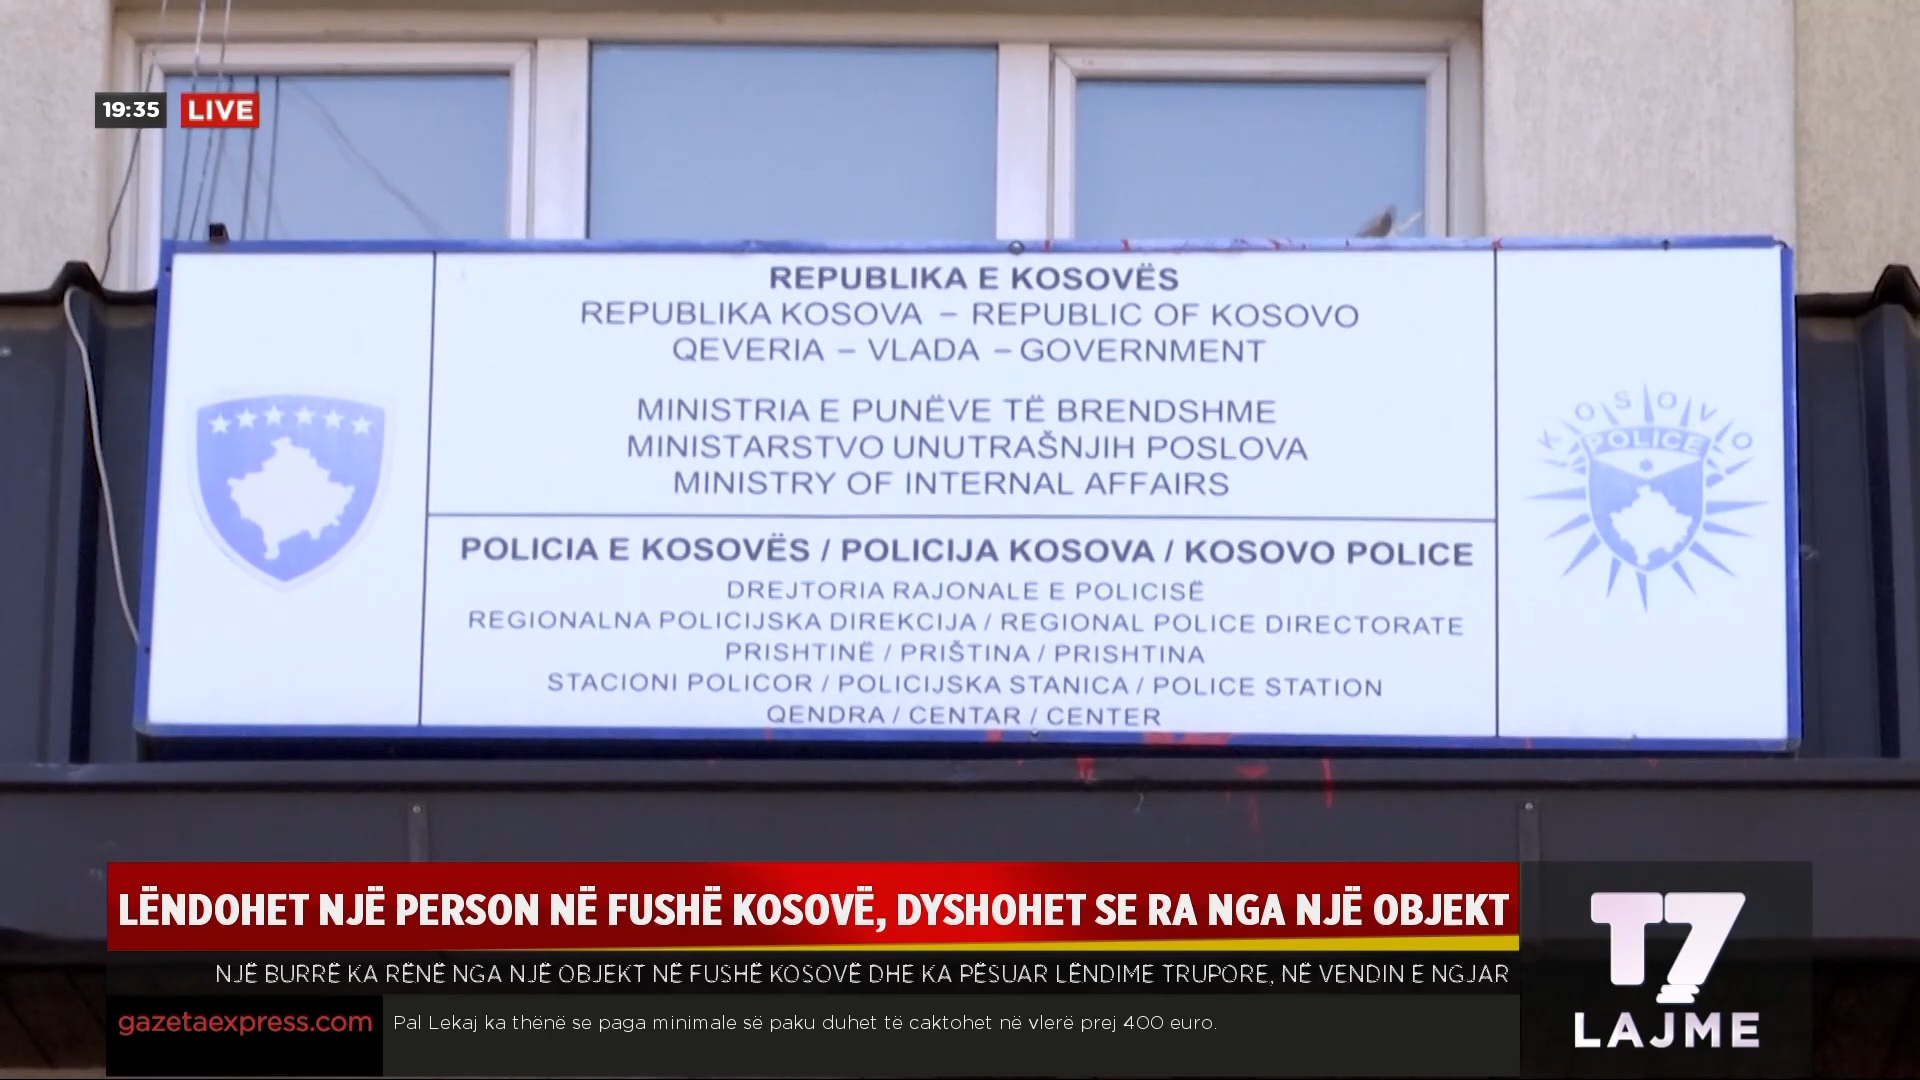 19:35 LIVE
REPUBLIKA E KOSOVËS
REPUBLIKA KOSOVA – REPUBLIC OF KOSOVO
QEVERIA – VLADA – GOVERNMENT
MINISTRIA E PUNËVE TË BRENDSHME
MINISTARSTVO UNUTRAŠNJIH POSLOVA
MINISTRY OF INTERNAL AFFAIRS
KOSOVO
POLICE
POLICIA E KOSOVËS / POLICIJA KOSOVA / KOSOVO POLICE
DREJTORIA RAJONALE E POLICISË
REGIONALNA POLICIJSKA DIREKCIJA / REGIONAL POLICE DIRECTORATE
PRISHTINË / PRIŠTINA / PRISHTINA
STACIONI POLICOR / POLICIJSKA STANICA / POLICE STATION
QENDRA / CENTAR / CENTER
LËNDOHET NJË PERSON NË FUSHË KOSOVË, DYSHOHET SE RA NGA NJË OBJEKT
NJË BURRË KA RËNË NGA NJË OBJEKT NË FUSHË KOSOVË DHE KA PËSUAR LËNDIME TRUPORE, NË VENDIN E NGJAR
gazetaexpress.com Pal Lekaj ka thënë se paga minimale së paku duhet të caktohet në vlerë prej 400 euro.
T7
LAJME